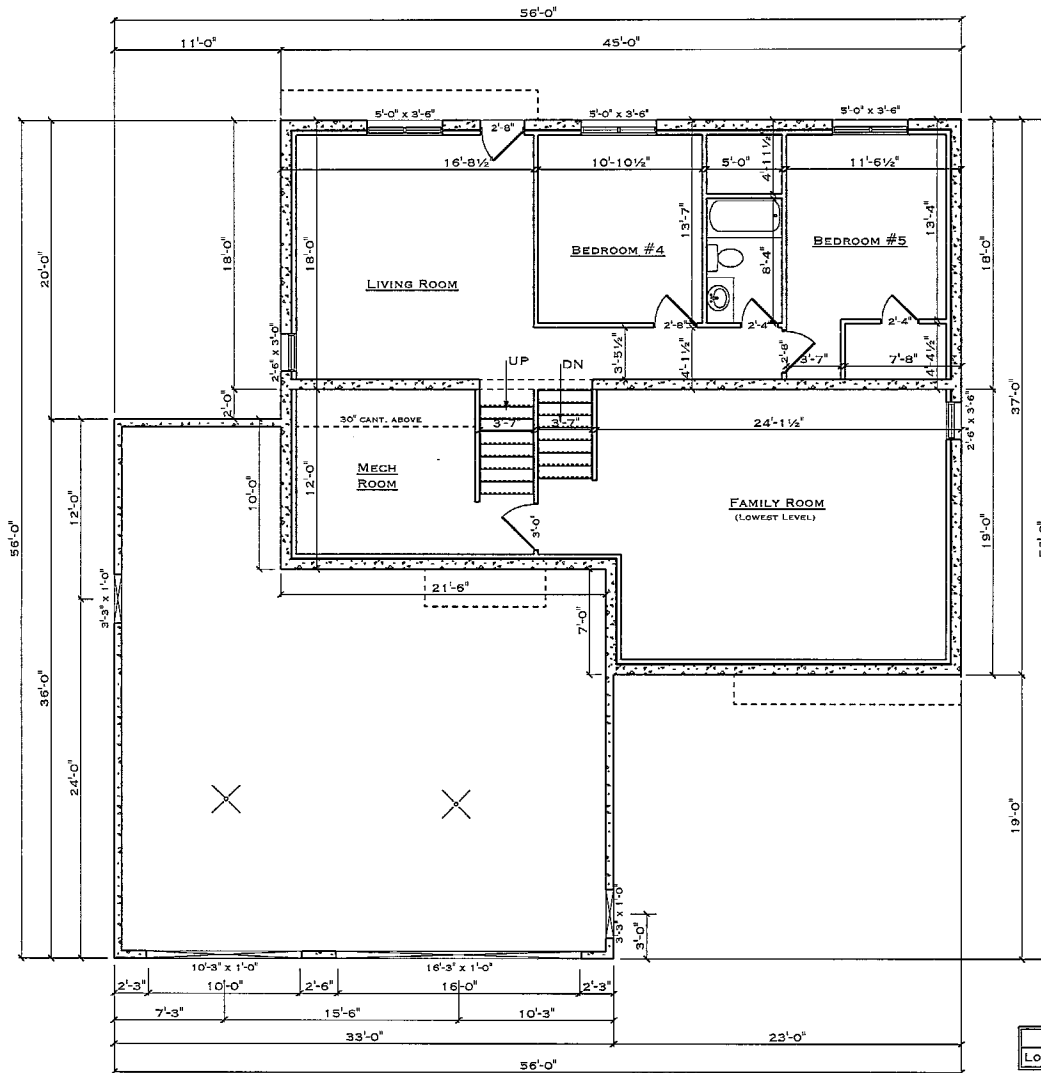 56'-0"
11'-0"
45'-0"
5'-0" x 3'-6"
2'-8"
5'-0" x 3'-6"
5'-0" x 3'-6"
16'-8½"
10'-10½"
5'-0"
4'-11½"
11'-6½"
20'-0"
18'-0"
18'-0"
13'-7"
13'-4"
18'-0"
BEDROOM #4
BEDROOM #5
8'-4"
LIVING ROOM
2'-6" x 3'-0"
2'-8"
2'-4"
2'-4"
3'-5½"
4'-1½"
2'-8"
3'-7"
7'-8"
4'-4½"
UP
DN
2'-0"
37'-0"
30" CANT. ABOVE
3'-7"
3'-7"
24'-1½"
2'-6" x 3'-6"
MECH
ROOM
12'-0"
10'-0"
12'-0"
FAMILY ROOM
(LOWEST LEVEL)
3'-0"
56'-0"
19'-0"
3'-3" x 1'-0"
21'-6"
7'-0"
36'-0"
24'-0"
19'-0"
3'-3" x 1'-0"
3'-0"
10'-3" x 1'-0"
16'-3" x 1'-0"
2'-3"
10'-0"
2'-6"
16'-0"
2'-3"
7'-3"
15'-6"
10'-3"
33'-0"
23'-0"
56'-0"